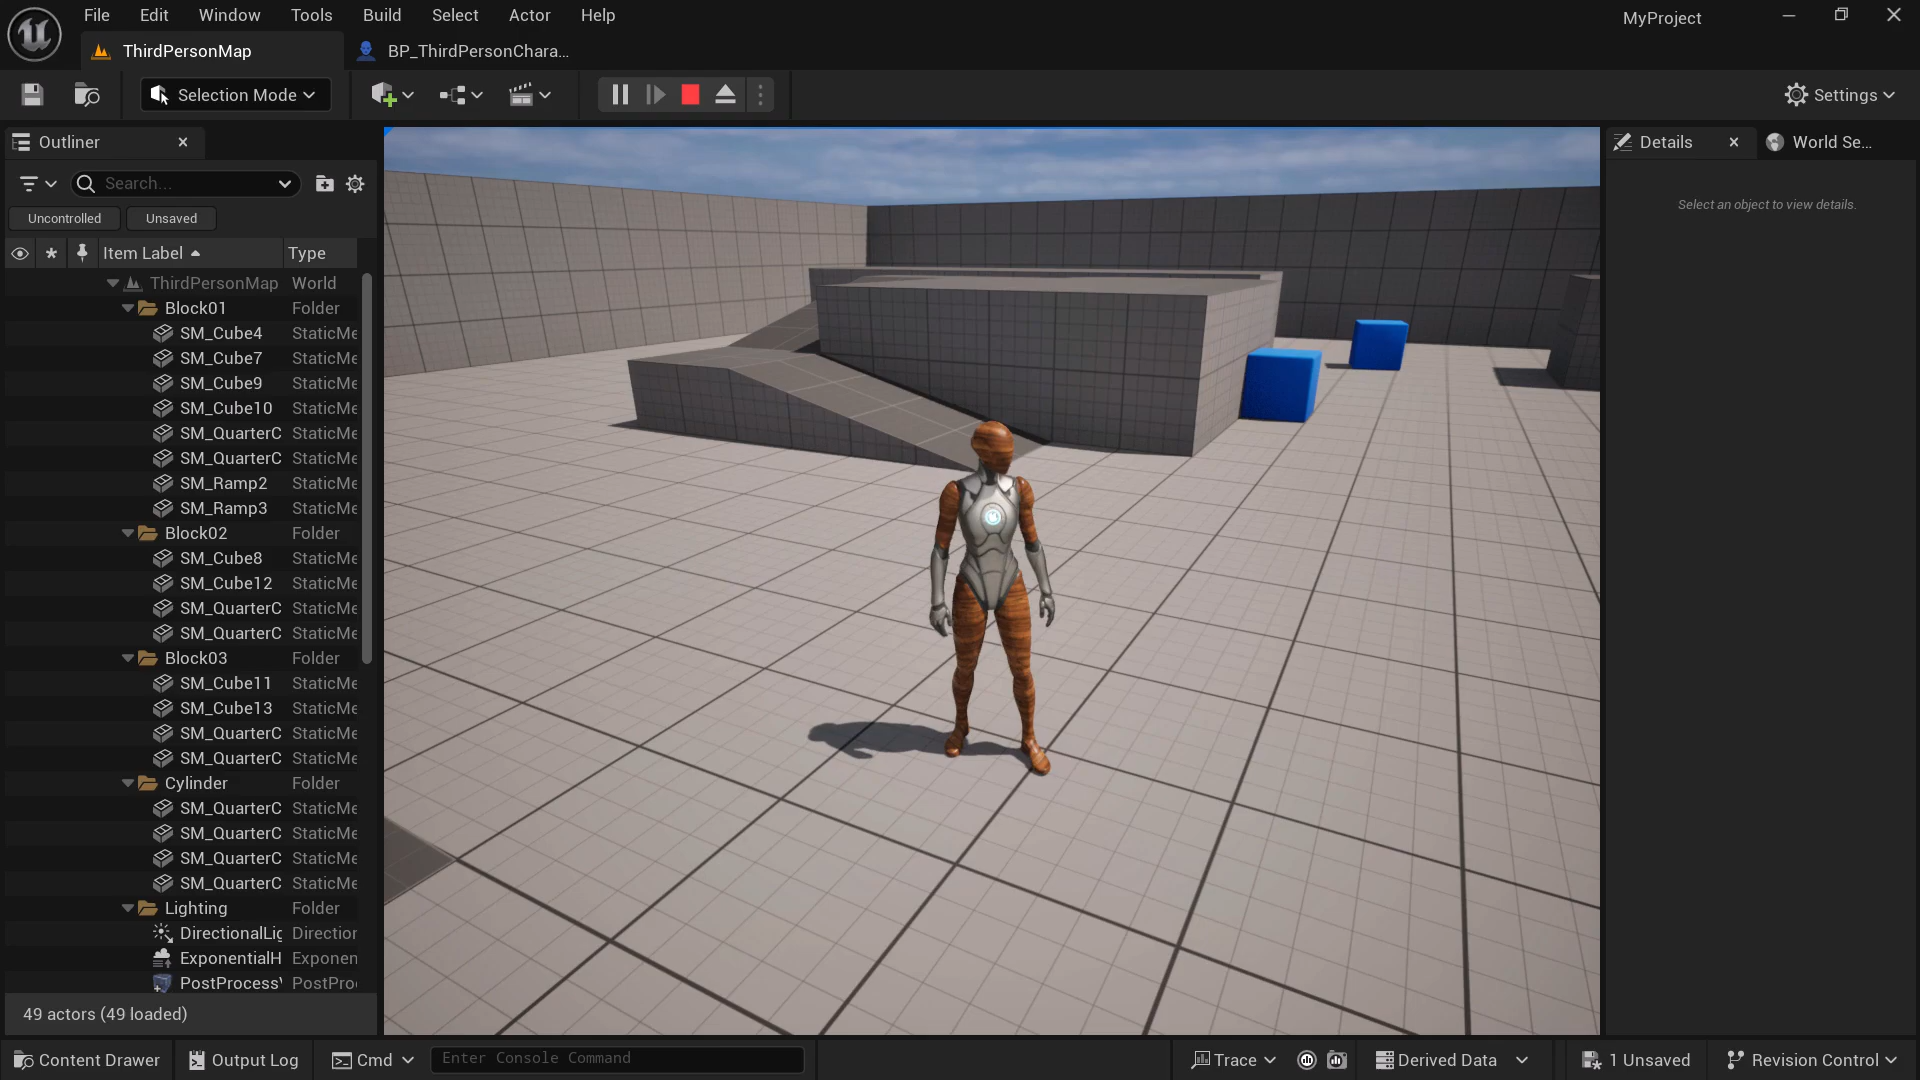 File Edit Window Tools Build Select Actor Help
MyProject
ThirdPersonMap
BP_ThirdPersonChara...
Selection Mode
Settings
Outliner
Search...
Uncontrolled
Unsaved
Item Label Type
ThirdPersonMap World
Block01 Folder
SM_Cube4 StaticMe
SM_Cube7 StaticMe
SM_Cube9 StaticMe
SM_Cube10 StaticMe
SM_QuarterC StaticMe
SM_QuarterC StaticMe
SM_Ramp2 StaticMe
SM_Ramp3 StaticMe
Block02 Folder
SM_Cube8 StaticMe
SM_Cube12 StaticMe
SM_QuarterC StaticMe
SM_QuarterC StaticMe
Block03 Folder
SM_Cube11 StaticMe
SM_Cube13 StaticMe
SM_QuarterC StaticMe
SM_QuarterC StaticMe
Cylinder Folder
SM_QuarterC StaticMe
SM_QuarterC StaticMe
SM_QuarterC StaticMe
SM_QuarterC StaticMe
Lighting Folder
DirectionalLig Direction
ExponentialH Exponen
PostProcessV PostProc
49 actors (49 loaded)
Details
World Se...
Select an object to view details.
Content Drawer
Output Log
Cmd
Enter Console Command
Trace
Derived Data
1 Unsaved
Revision Control